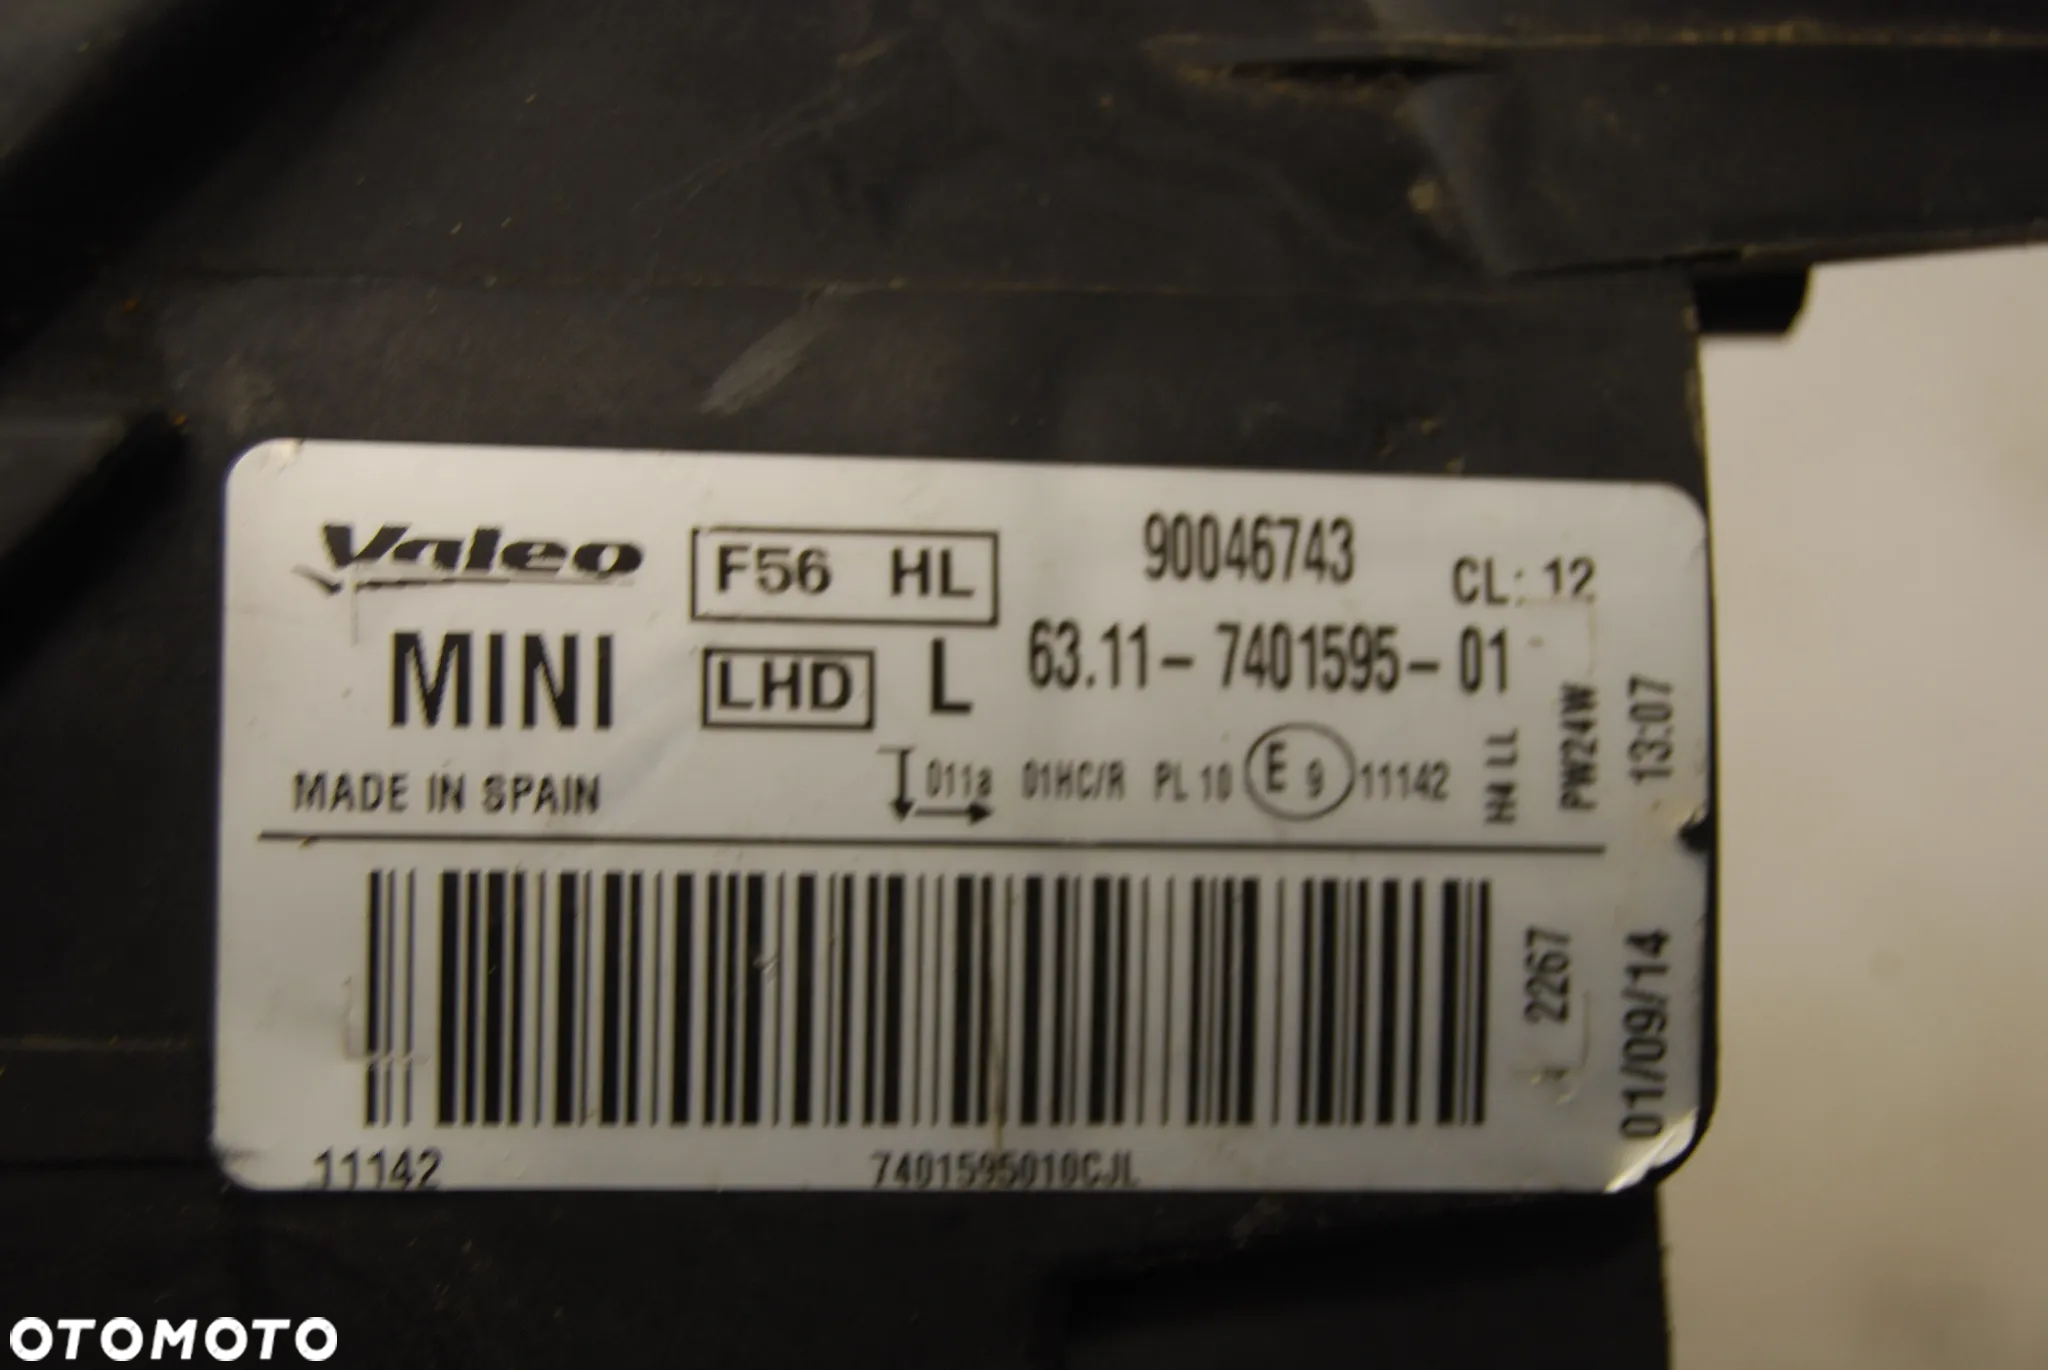 Valeo
F56 HL
90046743
CL: 12
MINI
LHD L
63.11-7401595-01
MADE IN SPAIN
011a 01HC/R PL 10 E 9 11142
H4 LL
PW24W
13:07
2267
01/09/14
11142
7401595010CJL
OTOMOTO